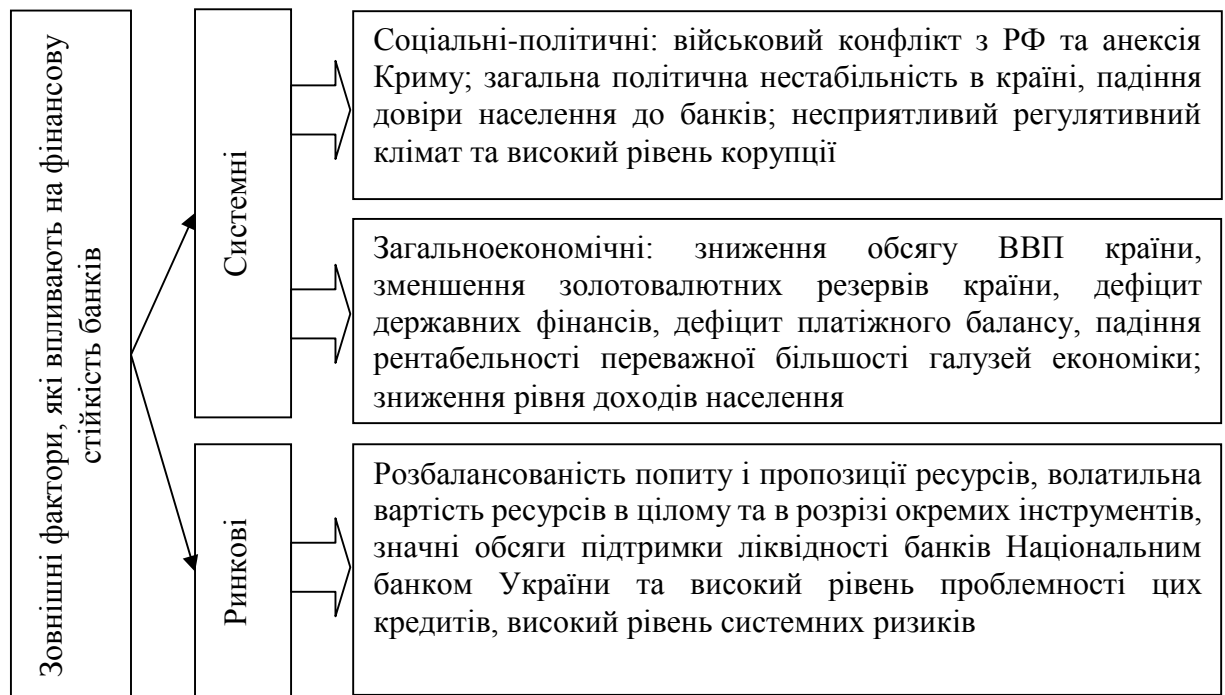 Зовнішні фактори, які впливають на фінансову
стійкість банків
Системні
Соціальні-політичні: військовий конфлікт з РФ та анексія
Криму; загальна політична нестабільність в країні, падіння
довіри населення до банків; несприятливий регулятивний
клімат та високий рівень корупції
Загальноекономічні: зниження обсягу ВВП країни,
зменшення золотовалютних резервів країни, дефіцит
державних фінансів, дефіцит платіжного балансу, падіння
рентабельності переважної більшості галузей економіки;
зниження рівня доходів населення
Ринкові
Розбалансованість попиту і пропозиції ресурсів, волатильна
вартість ресурсів в цілому та в розрізі окремих інструментів,
значні обсяги підтримки ліквідності банків Національним
банком України та високий рівень проблемності цих
кредитів, високий рівень системних ризиків